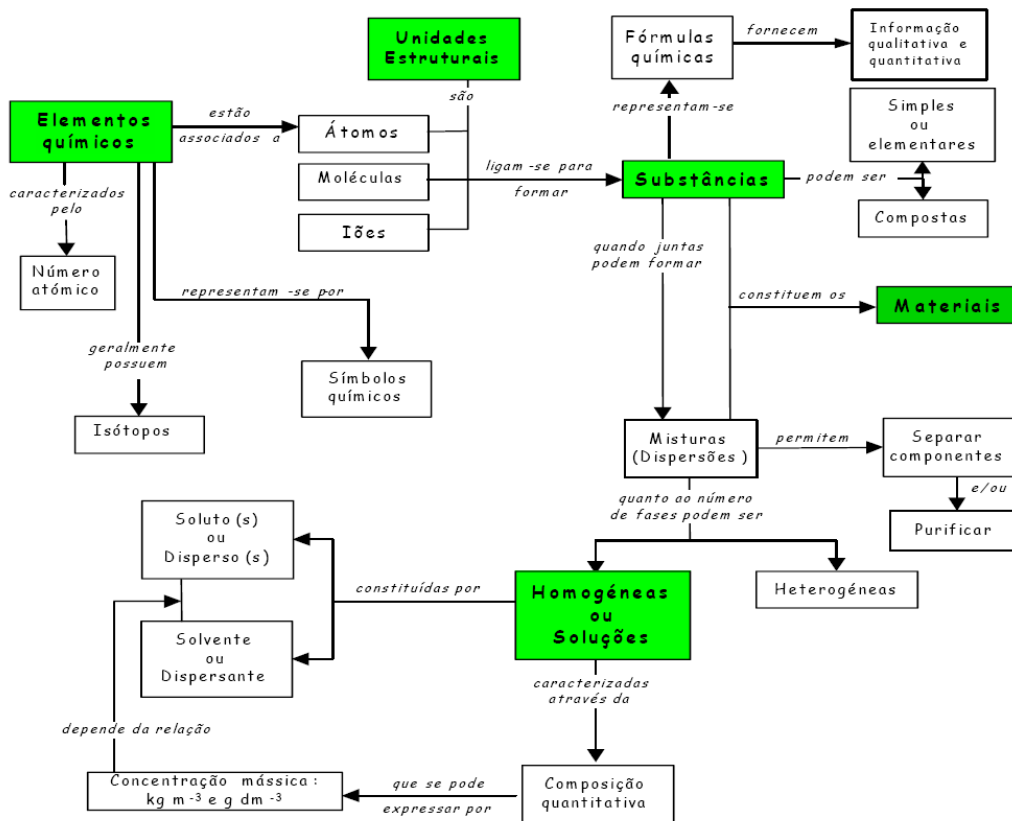 Unidades
Estruturais
Fórmulas
químicas
fornecem
Informação
qualitativa e
quantitativa
são
representam-se
Elementos
químicos
estão
associados a
Átomos
Moléculas
Iões
ligam-se para
formar
Substâncias
podem ser
Simples
ou
elementares
Compostas
caracterizados
pelo
Número
atómico
quando juntas
podem formar
constituem os
Materiais
representam-se por
geralmente
possuem
Símbolos
químicos
Isótopos
Misturas
(Dispersões)
permitem
Separar
componentes
e/ou
Purificar
quanto ao número
de fases podem ser
Soluto (s)
ou
Disperso (s)
constituídas por
Homogéneas
ou
Soluções
Heterogéneas
Solvente
ou
Dispersante
caracterizadas
através da
depende da relação
Concentração mássica:
kg m⁻³ e g dm⁻³
que se pode
expressar por
Composição
quantitativa